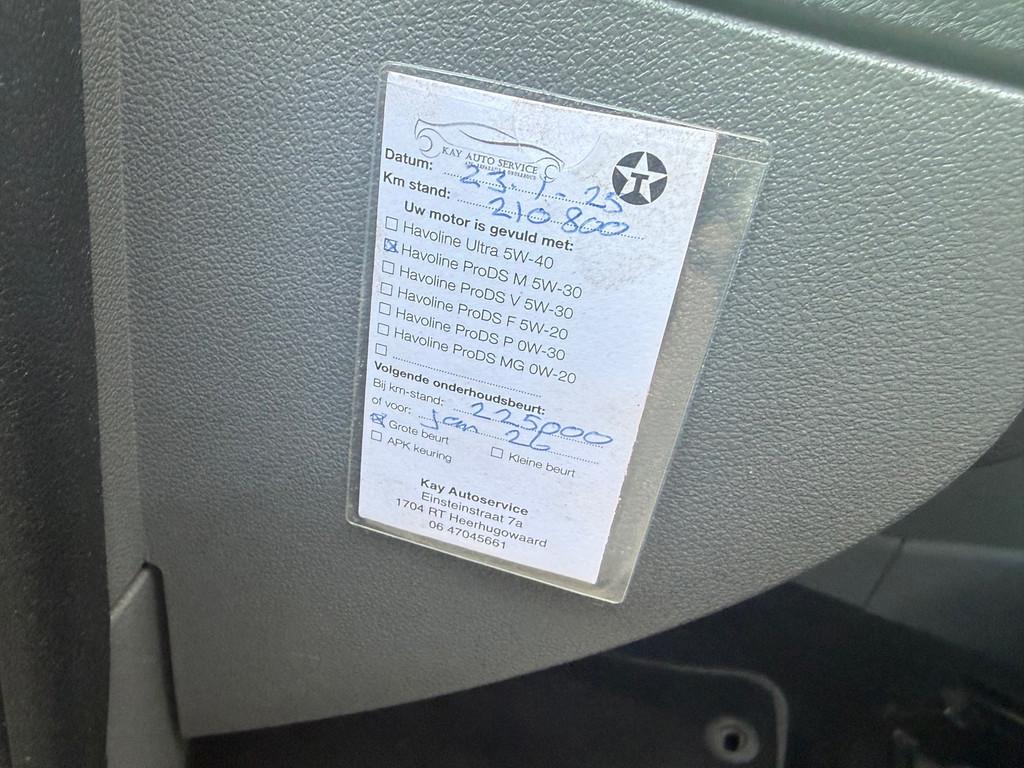 KAY AUTO SERVICE
T
Datum: 23-1-25
Km stand: 210 800
Uw motor is gevuld met:
Havoline Ultra 5W-40
Havoline ProDS M 5W-30
Havoline ProDS V 5W-30
Havoline ProDS F 5W-20
Havoline ProDS P 0W-30
Havoline ProDS MG 0W-20
Volgende onderhoudsbeurt:
Bij km-stand: 225000
of voor: Jan 26
Grote beurt Kleine beurt
APK keuring
Kay Autoservice
Einsteinstraat 7a
1704 RT Heerhugowaard
06 47045661